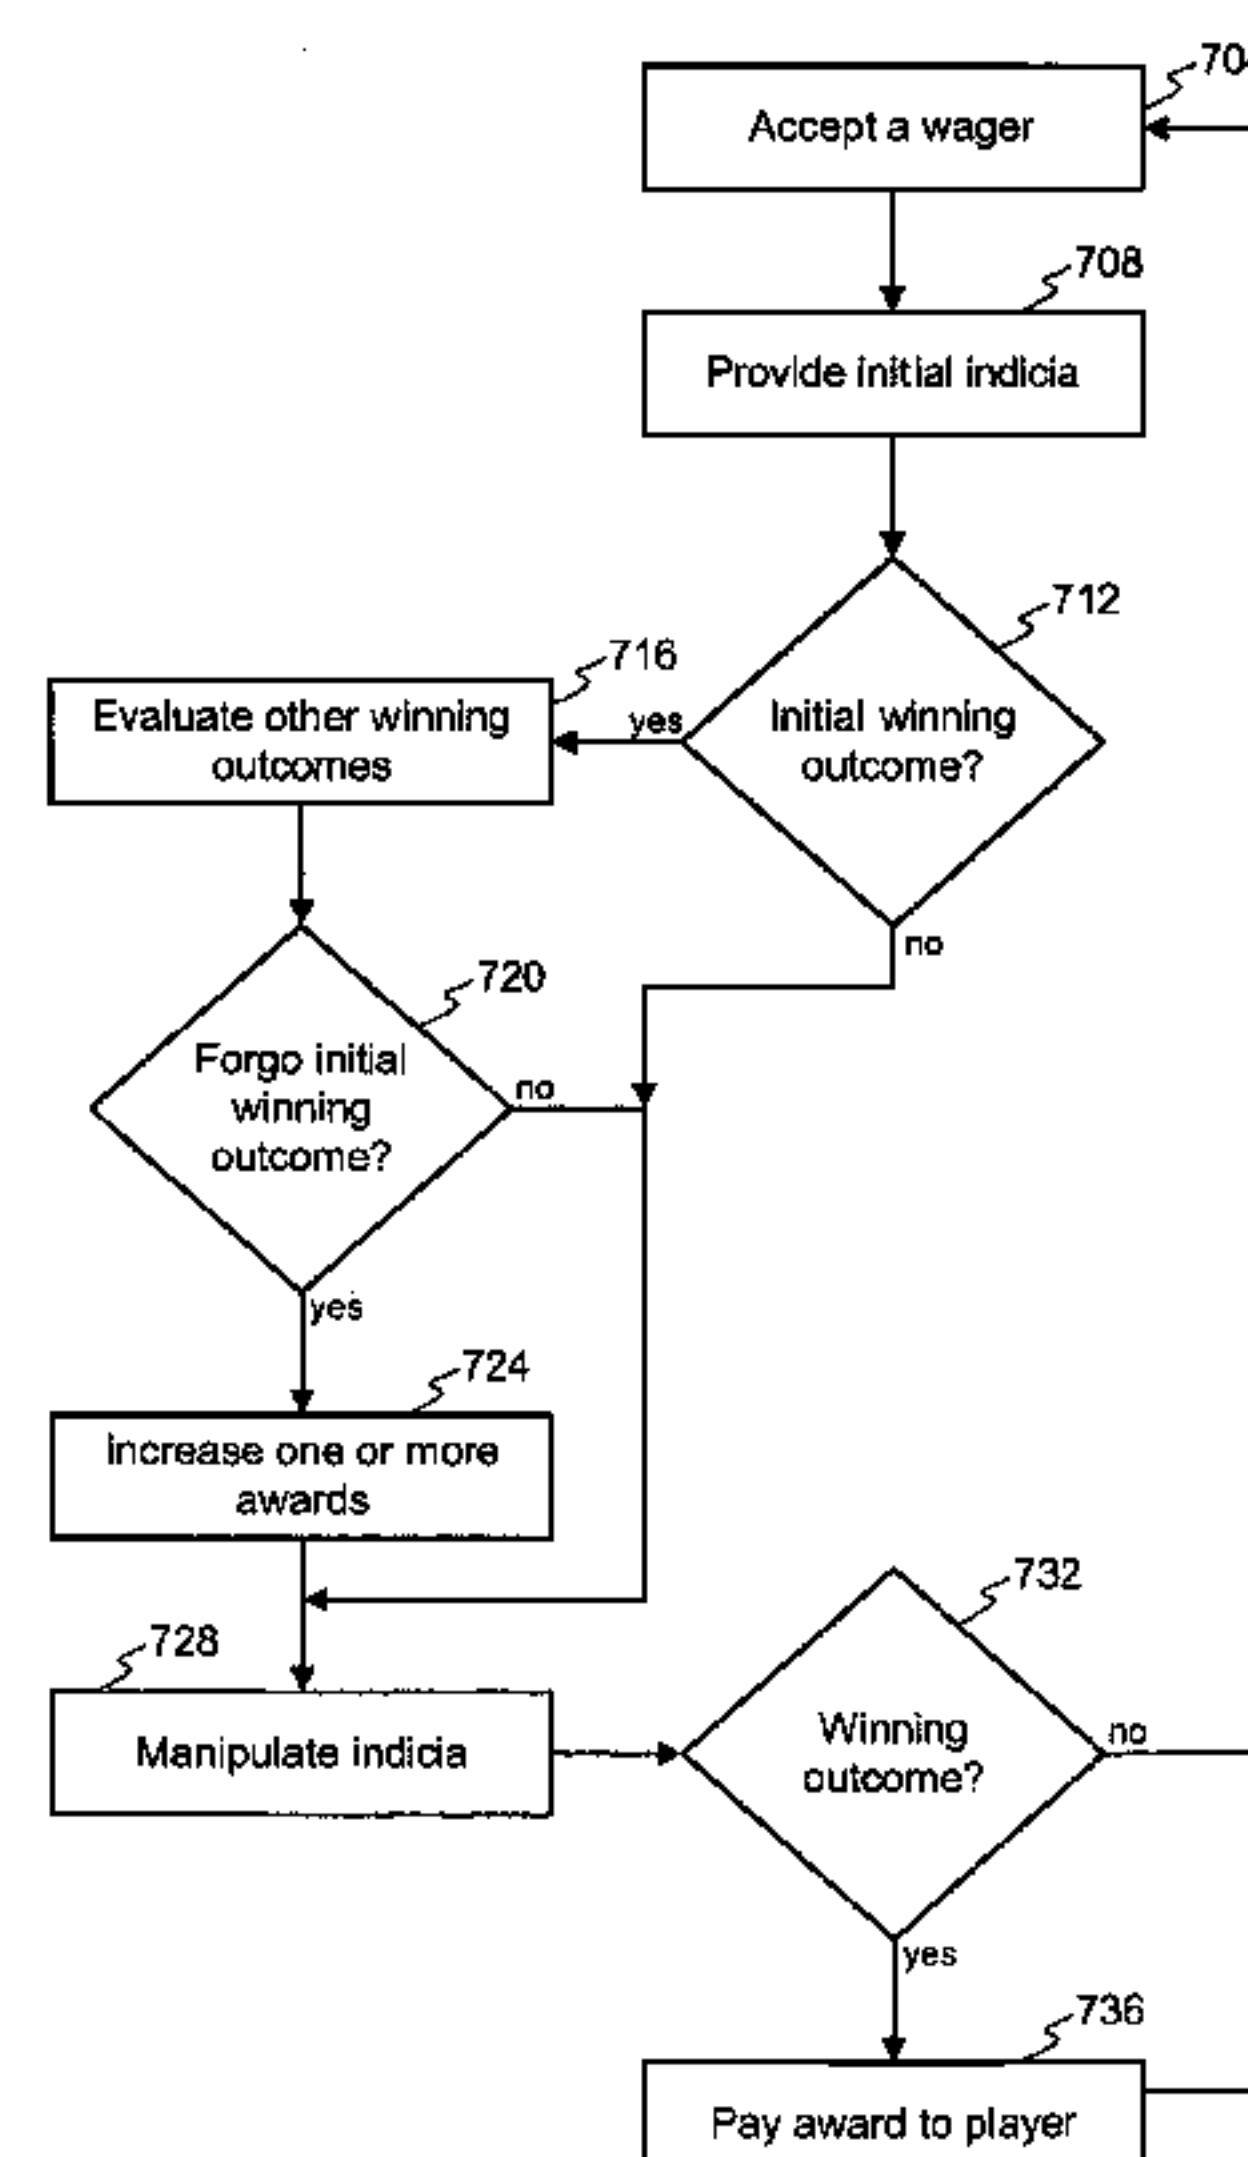 Accept a wager
708
Provide initial indicia
712
Initial winning
outcome?
yes
no
716
Evaluate other winning
outcomes
720
Forgo initial
winning
outcome?
no
yes
724
Increase one or more
awards
728
Manipulate indicia
732
Winning
outcome?
no
yes
736
Pay award to player